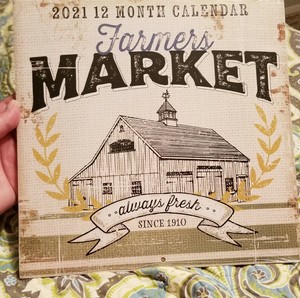 2021 12 MONTH CALENDAR
Farmers
MARKET
always fresh
SINCE 1910